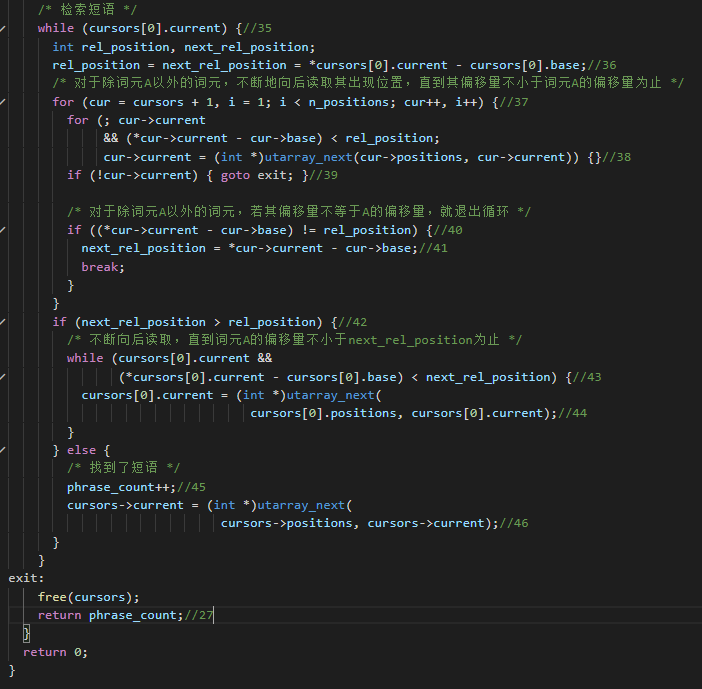 /* 检索短语 */
while (cursors[0].current) {//35
int rel_position, next_rel_position;
rel_position = next_rel_position = *cursors[0].current - cursors[0].base;//36
/* 对于除词元A以外的词元，不断地向后读取其出现位置，直到其偏移量不小于词元A的偏移量为止 */
for (cur = cursors + 1, i = 1; i < n_positions; cur++, i++) {//37
for (; cur->current
&& (*cur->current - cur->base) < rel_position;
cur->current = (int *)utarray_next(cur->positions, cur->current)) {}//38
if (!cur->current) { goto exit; }//39
/* 对于除词元A以外的词元，若其偏移量不等于A的偏移量，就退出循环 */
if ((*cur->current - cur->base) != rel_position) {//40
next_rel_position = *cur->current - cur->base;//41
break;
}
}
if (next_rel_position > rel_position) {//42
/* 不断向后读取，直到词元A的偏移量不小于next_rel_position为止 */
while (cursors[0].current &&
(*cursors[0].current - cursors[0].base) < next_rel_position) {//43
cursors[0].current = (int *)utarray_next(
cursors[0].positions, cursors[0].current);//44
}
} else {
/* 找到了短语 */
phrase_count++;//45
cursors->current = (int *)utarray_next(
cursors->positions, cursors->current);//46
}
}
exit:
free(cursors);
return phrase_count;//27
}
return 0;
}